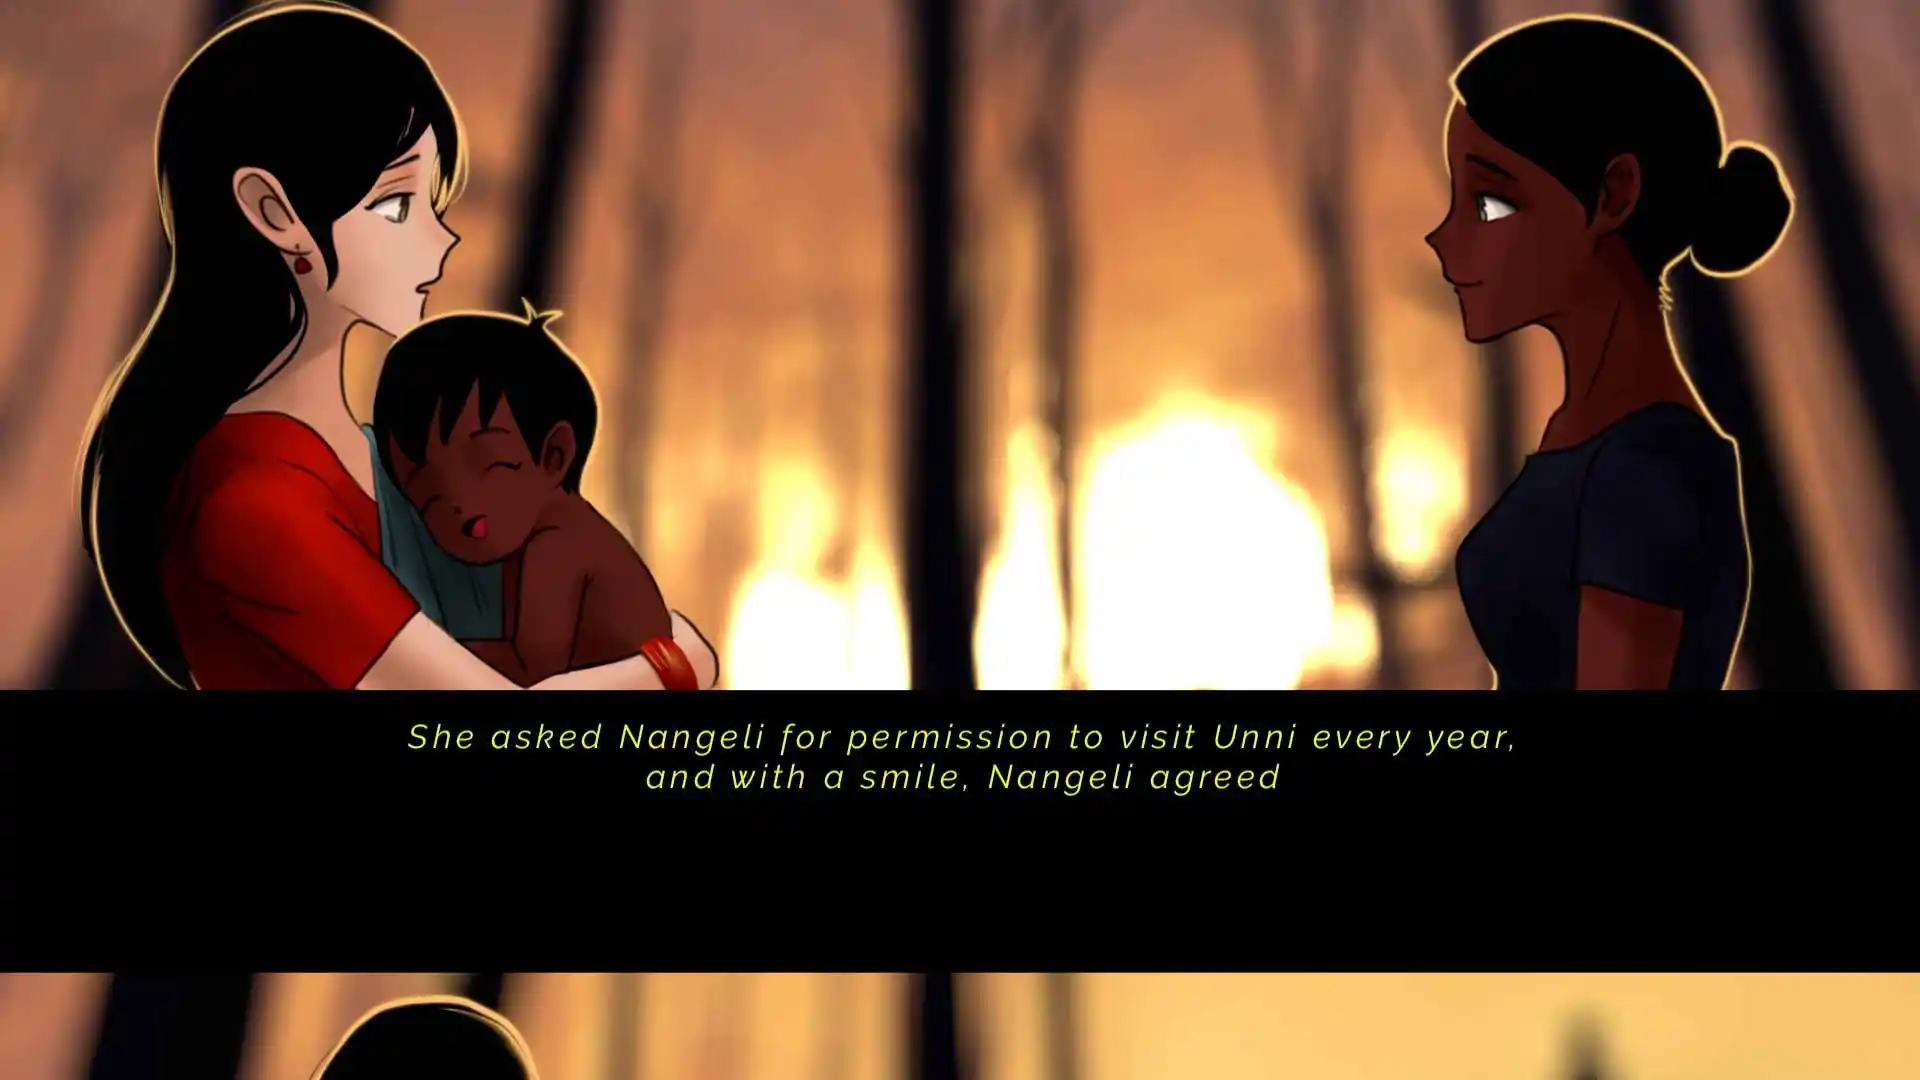 She asked Nangeli for permission to visit Unni every year,
and with a smile, Nangeli agreed